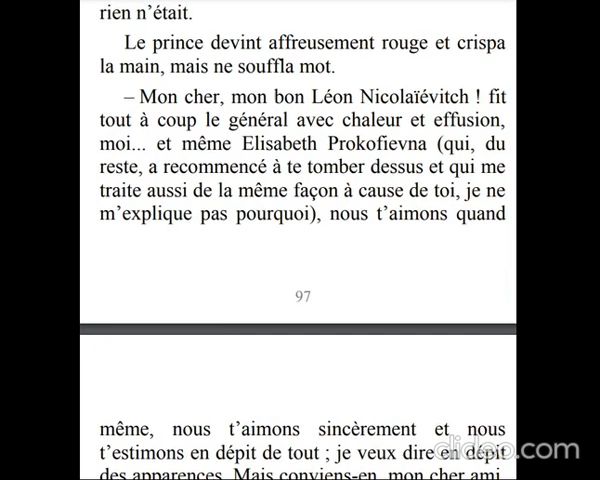 rien n’était.
Le prince devint affreusement rouge et crispa
la main, mais ne souffla mot.
– Mon cher, mon bon Léon Nicolaïévitch ! fit
tout à coup le général avec chaleur et effusion,
moi... et même Elisabeth Prokofievna (qui, du
reste, a recommencé à te tomber dessus et qui me
traite aussi de la même façon à cause de toi, je ne
m’explique pas pourquoi), nous t’aimons quand
97
même, nous t’aimons sincèrement et nous
t’estimons en dépit de tout ; je veux dire en dépit
des apparences. Mais conviens-en, mon cher ami,
clideo.com